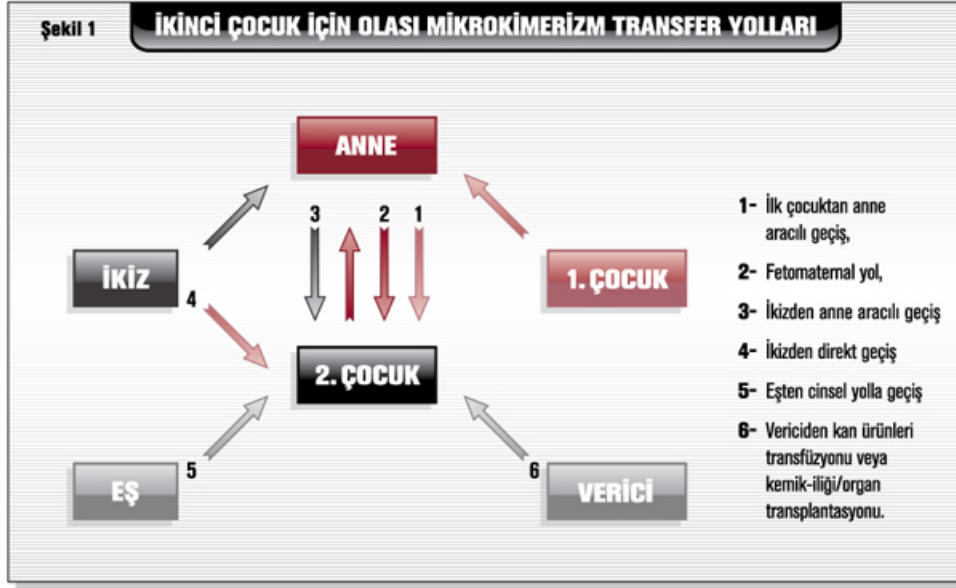 Şekil 1
İKİNCİ ÇOCUK İÇİN OLASI MİKROKİMERİZM TRANSFER YOLLARI
ANNE
3
2
1
İKİZ
4
1. ÇOCUK
2. ÇOCUK
EŞ
5
6
VERİCİ
1- İlk çocuktan anne
aracılı geçiş,
2- Fetomaternal yol,
3- İkizden anne aracılı geçiş
4- İkizden direkt geçiş
5- Eşten cinsel yolla geçiş
6- Vericiden kan ürünleri
transfüzyonu veya
kemik-iliği/organ
transplantasyonu.